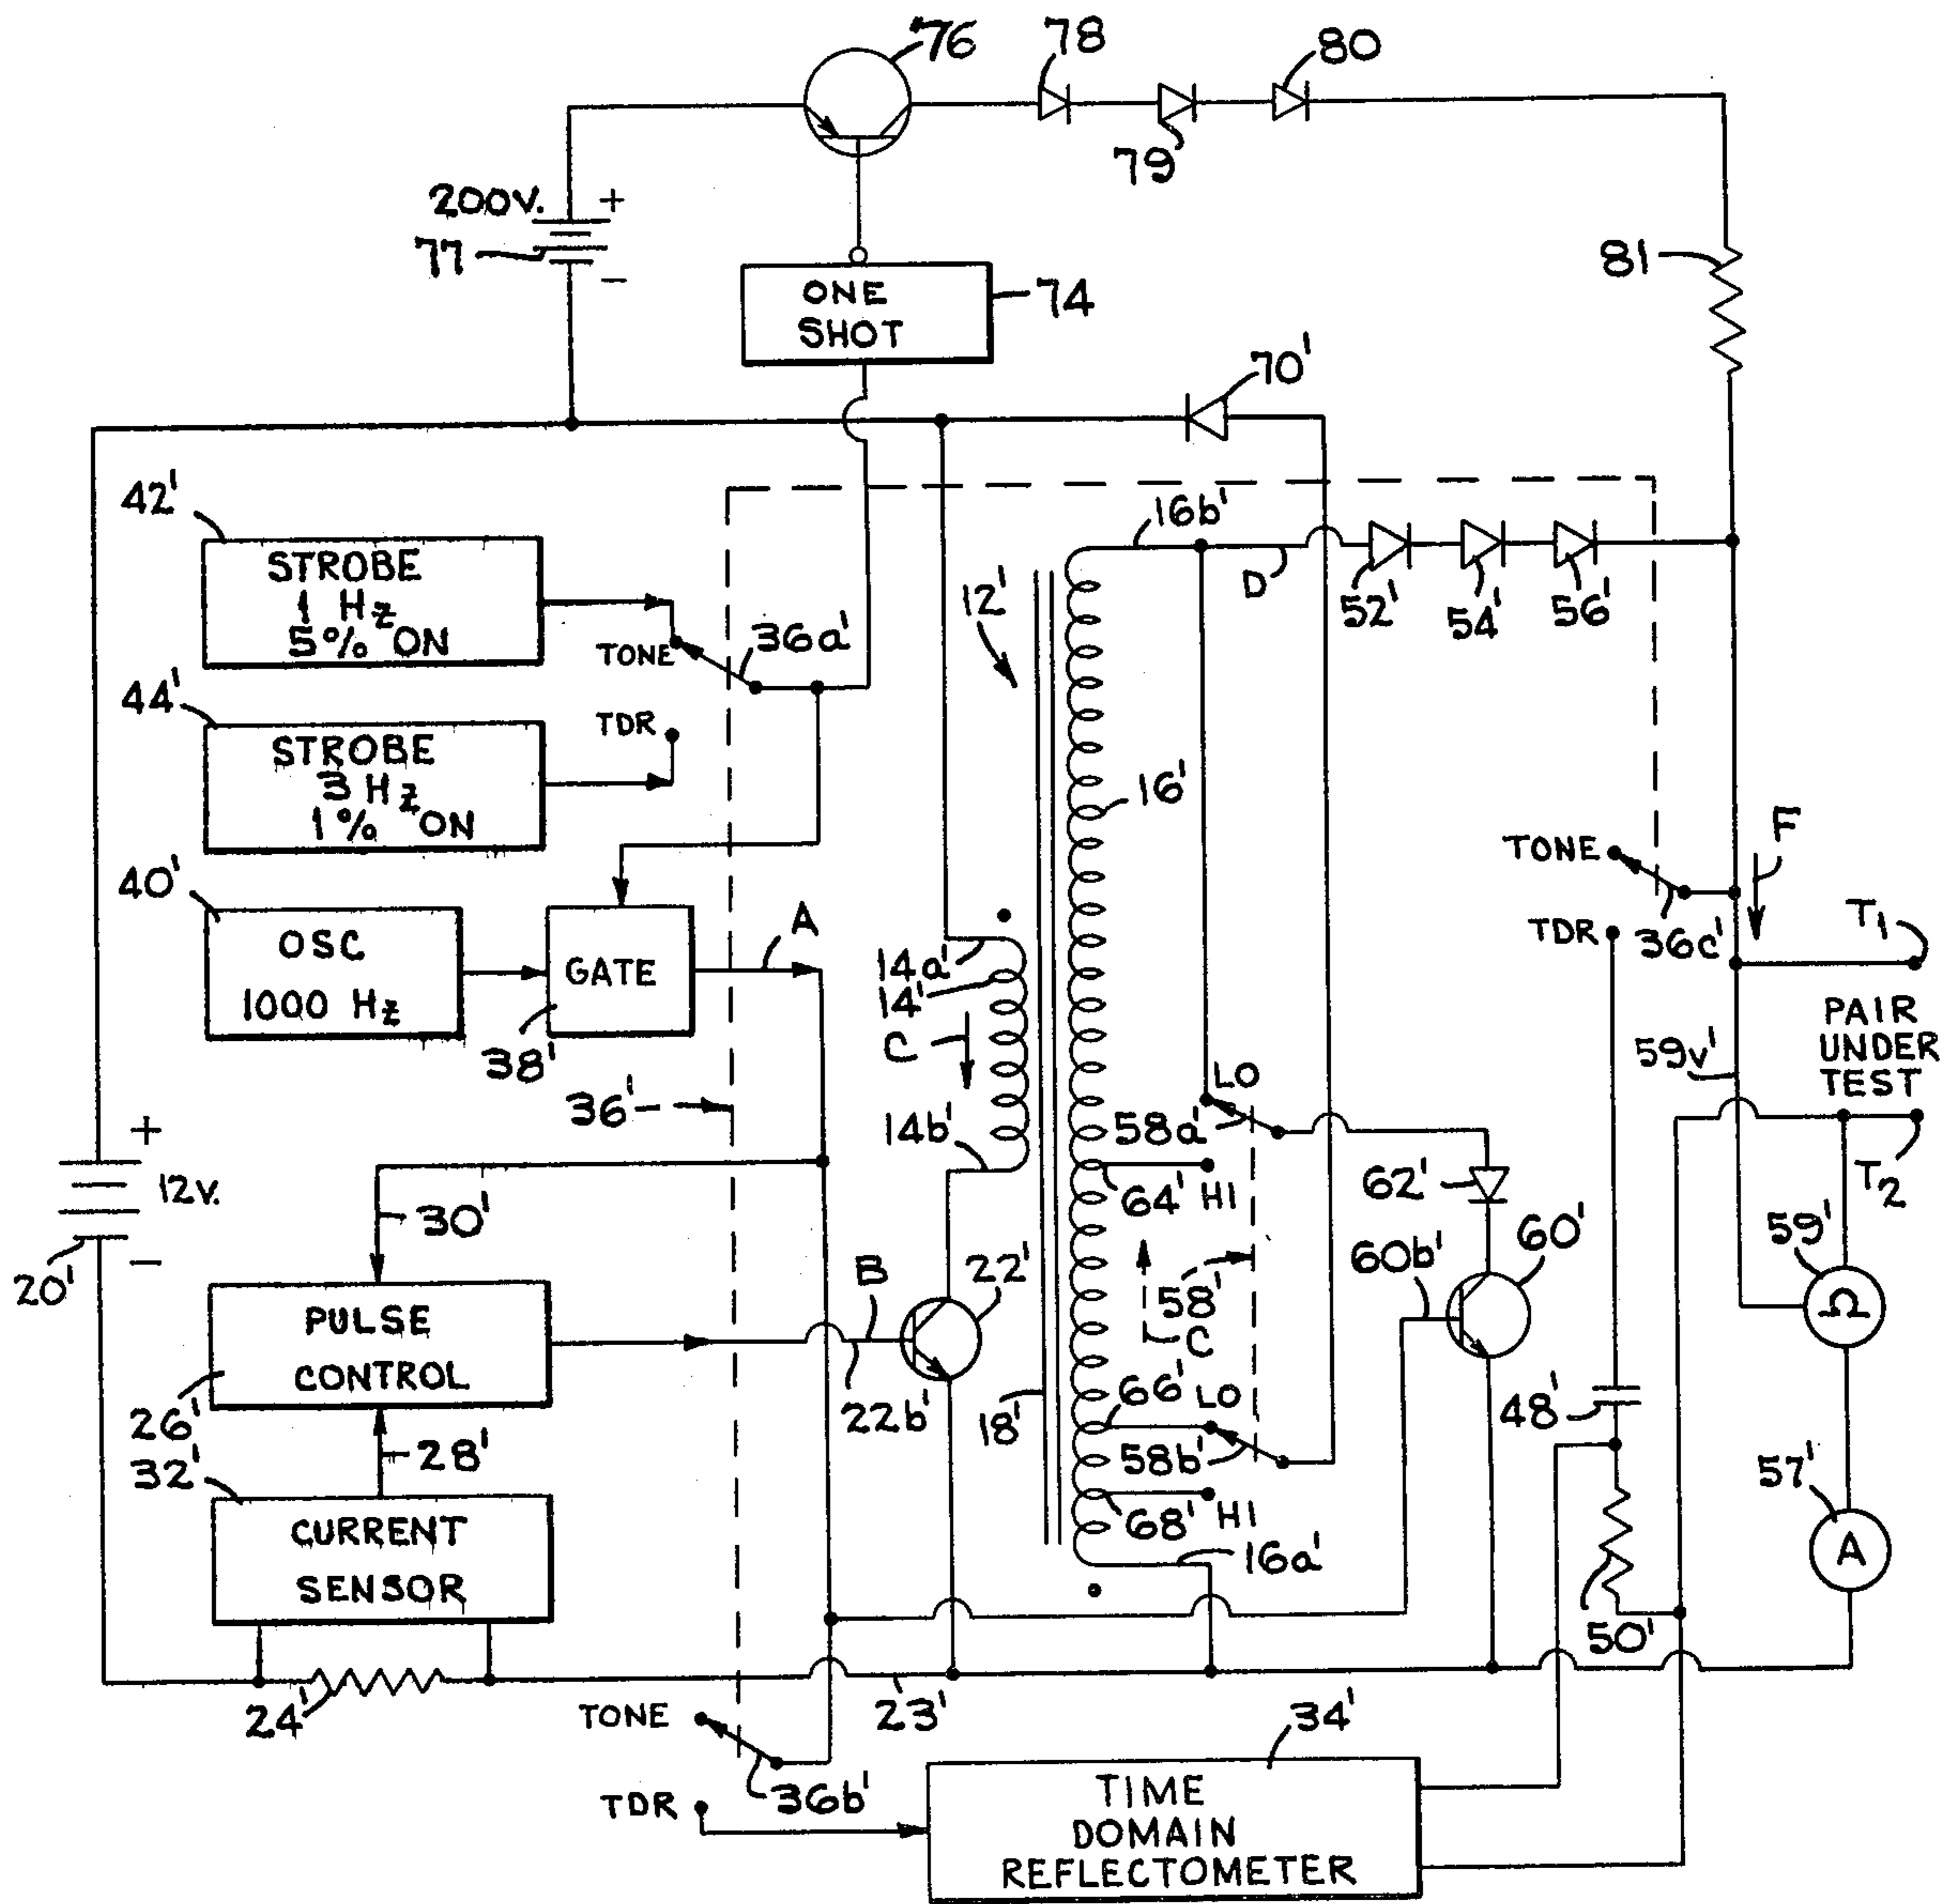 76
78
80
79
200V.
+
77
−
81
ONE
SHOT
74
70'
42'
STROBE
1 Hz
5% ON
TONE
36a'
16b'
D
52'
54'
56'
12'
44'
STROBE
3 Hz
1% ON
TDR
16'
40'
OSC
1000 Hz
GATE
38'
A
14a'
14'
C
TONE
F
TDR
36c'
T1
59v'
PAIR
UNDER
TEST
36'
14b'
LO
58a'
64'
HI
62'
T2
+
12V.
−
20'
30'
B
22'
58'
C
60b'
60'
59'
Ω
PULSE
CONTROL
26'
22b'
18'
66'
LO
58b'
48'
28'
32'
CURRENT
SENSOR
68'
HI
16a'
57'
A
50'
24'
23'
TONE
36b'
TDR
34'
TIME
DOMAIN
REFLECTOMETER